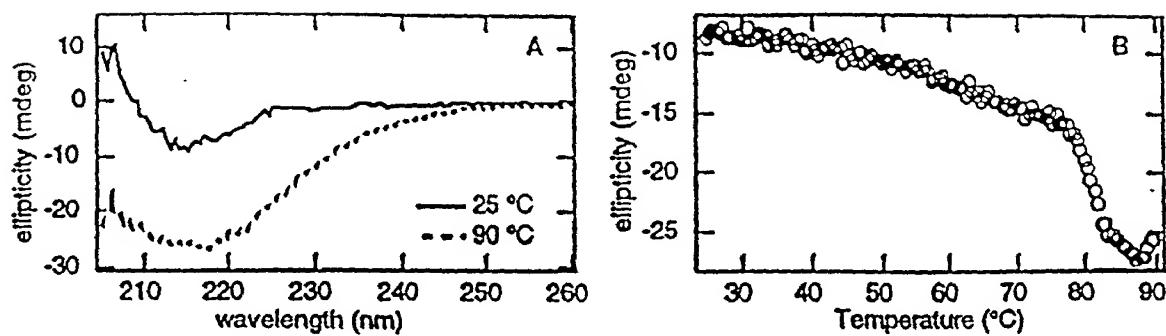 A
10
0
-10
-20
-30
ellipticity (mdeg)
25 °C
90 °C
210 220 230 240 250 260
wavelength (nm)
B
-10
-15
-20
-25
ellipticity (mdeg)
30 40 50 60 70 80 90
Temperature (°C)